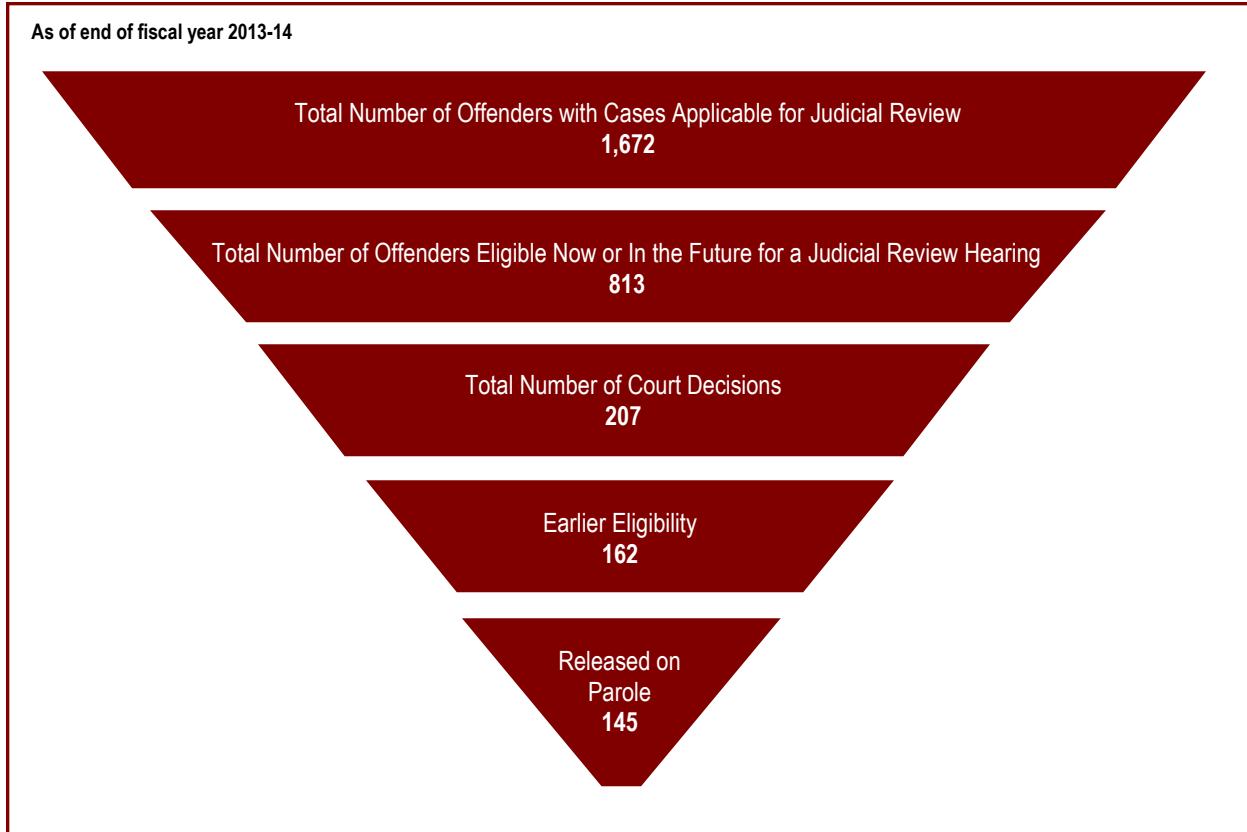 As of end of fiscal year 2013-14
Total Number of Offenders with Cases Applicable for Judicial Review
1,672
Total Number of Offenders Eligible Now or In the Future for a Judicial Review Hearing
813
Total Number of Court Decisions
207
Earlier Eligibility
162
Released on
Parole
145